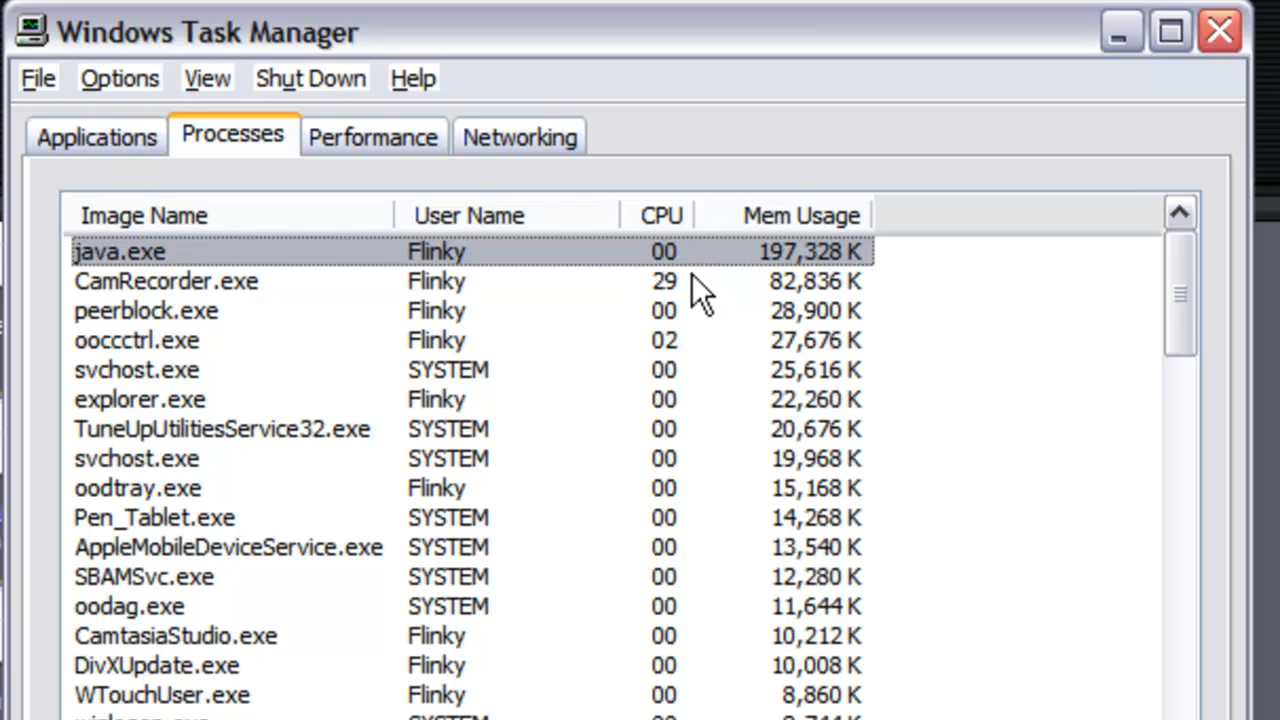 Windows Task Manager
File Options View Shut Down Help
Applications Processes Performance Networking
Image Name User Name CPU Mem Usage
java.exe Flinky 00 197,328 K
CamRecorder.exe Flinky 29 82,836 K
peerblock.exe Flinky 00 28,900 K
ooccctrl.exe Flinky 02 27,676 K
svchost.exe SYSTEM 00 25,616 K
explorer.exe Flinky 00 22,260 K
TuneUpUtilitiesService32.exe SYSTEM 00 20,676 K
svchost.exe SYSTEM 00 19,968 K
oodtray.exe Flinky 00 15,168 K
Pen_Tablet.exe SYSTEM 00 14,268 K
AppleMobileDeviceService.exe SYSTEM 00 13,540 K
SBAMSvc.exe SYSTEM 00 12,280 K
oodag.exe SYSTEM 00 11,644 K
CamtasiaStudio.exe Flinky 00 10,212 K
DivXUpdate.exe Flinky 00 10,008 K
WTouchUser.exe Flinky 00 8,860 K